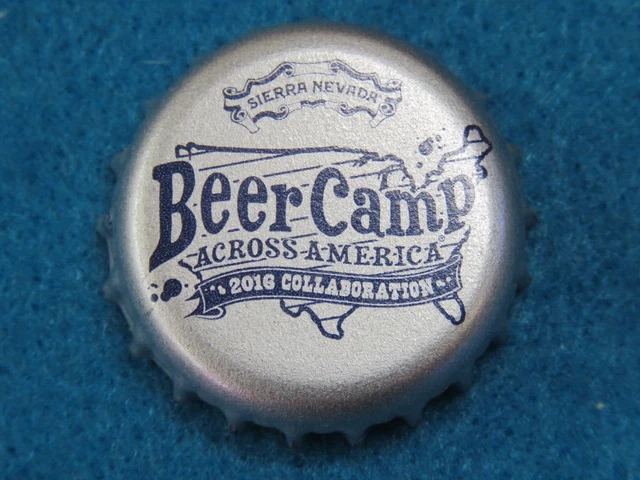 SIERRA NEVADA
Beer Camp
ACROSS AMERICA
2016 COLLABORATION